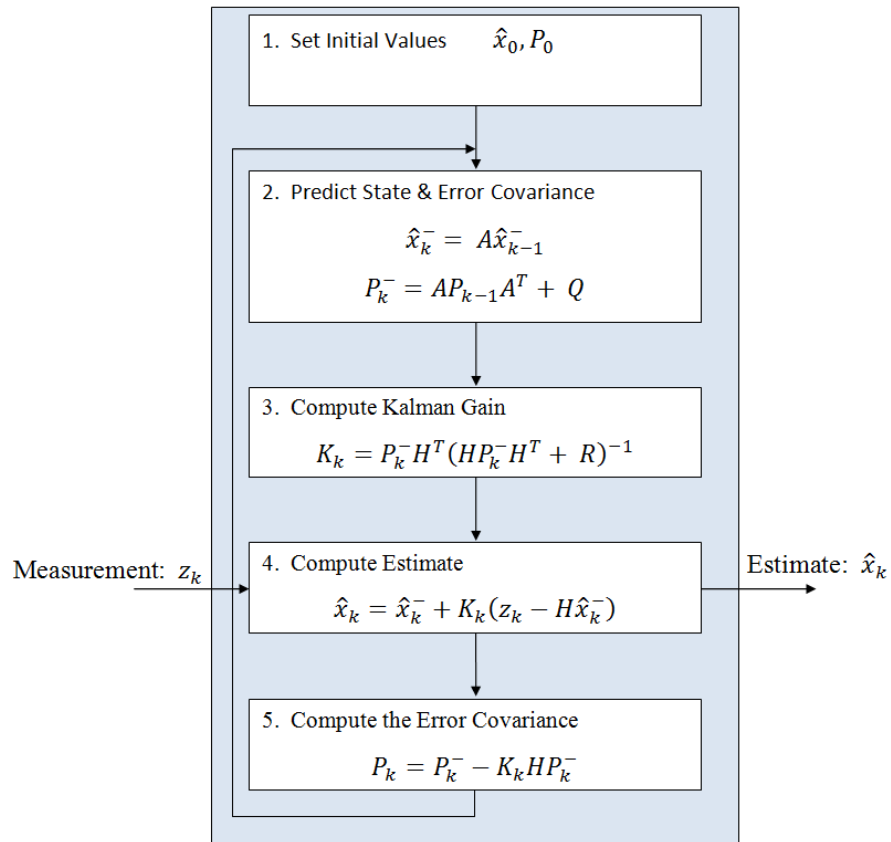 1. Set Initial Values x̂₀, P₀
2. Predict State & Error Covariance
x̂ₖ⁻ = Ax̂ₖ₋₁⁻
Pₖ⁻ = APₖ₋₁Aᵀ + Q
3. Compute Kalman Gain
Kₖ = Pₖ⁻Hᵀ(HPₖ⁻Hᵀ + R)⁻¹
Measurement: zₖ
4. Compute Estimate
x̂ₖ = x̂ₖ⁻ + Kₖ(zₖ − Hx̂ₖ⁻)
Estimate: x̂ₖ
5. Compute the Error Covariance
Pₖ = Pₖ⁻ − KₖHPₖ⁻